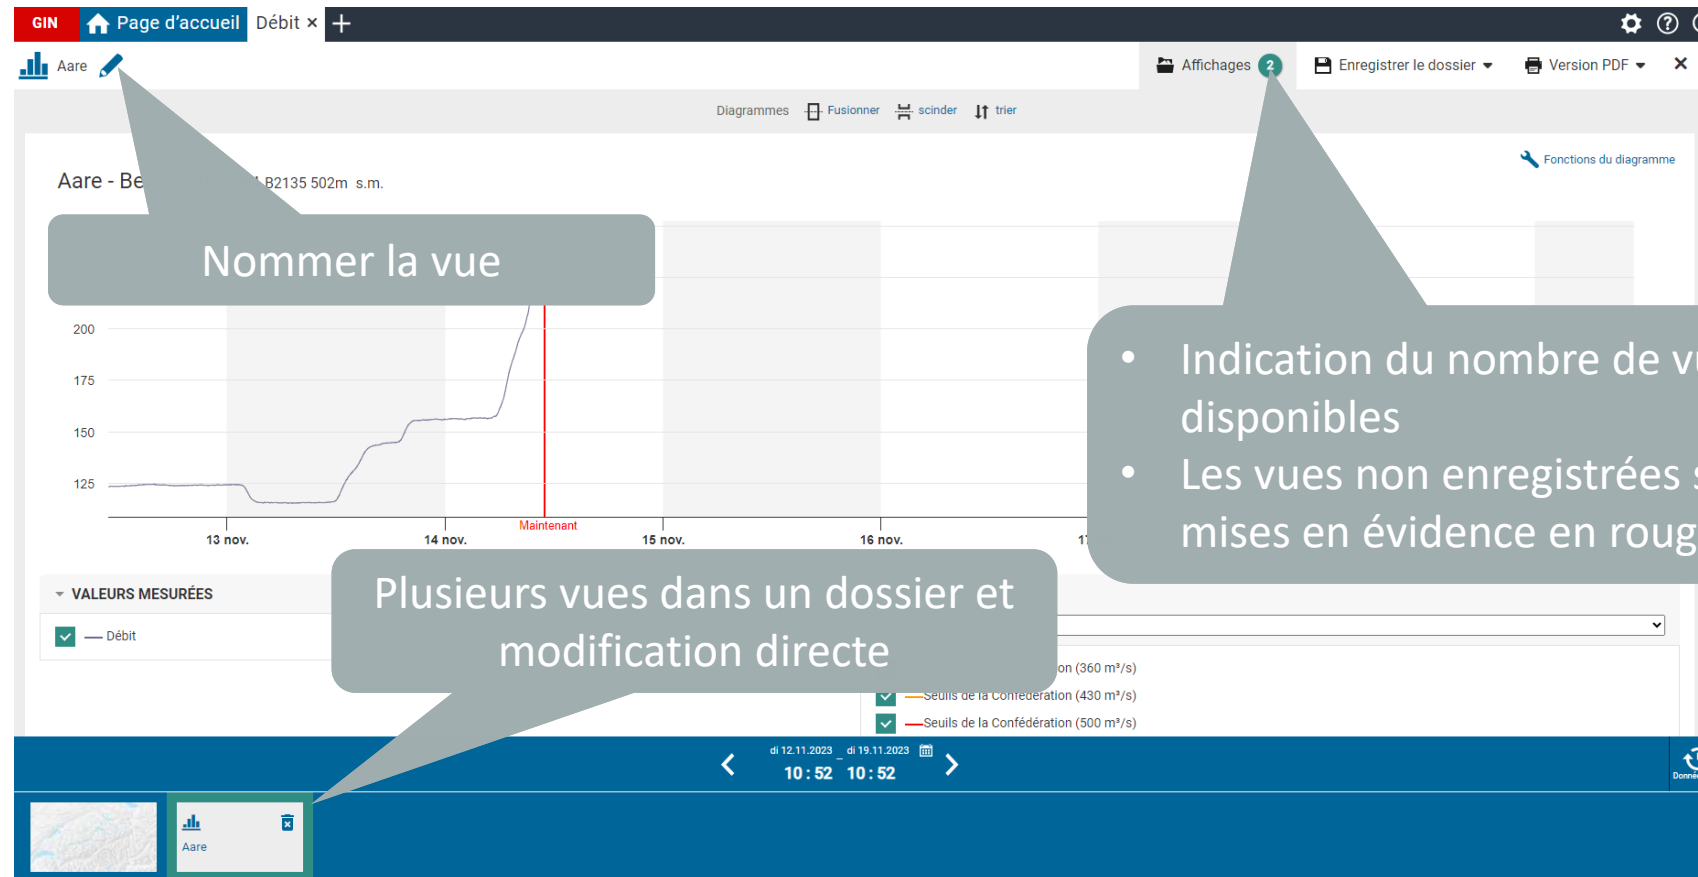 GIN Page d'accueil Débit × +
Aare
Affichages 2 Enregistrer le dossier Version PDF ×
Diagrammes Fusionner scinder trier
Fonctions du diagramme
Aare - B2135 502m s.m.
Nommer la vue
200
175
150
125
Maintenant
13 nov. 14 nov. 15 nov. 16 nov.
• Indication du nombre de
disponibles
• Les vues non enregistrées
mises en évidence en
Plusieurs vues dans un dossier et
modification directe
VALEURS MESURÉES
Débit
(360 m³/s)
Seuils de la Confédération (430 m³/s)
Seuils de la Confédération (500 m³/s)
di 12.11.2023 – di 19.11.2023
10:52 10:52
Aare